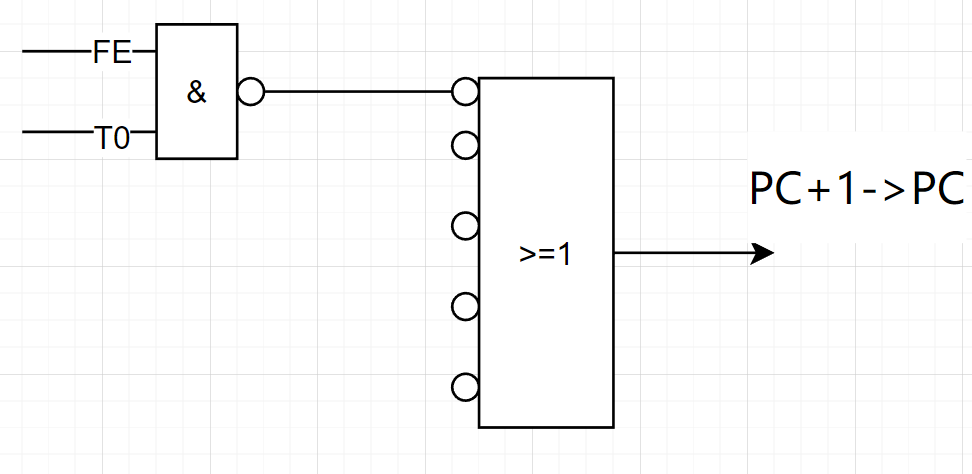 FE
&
T0
PC+1->PC
>=1